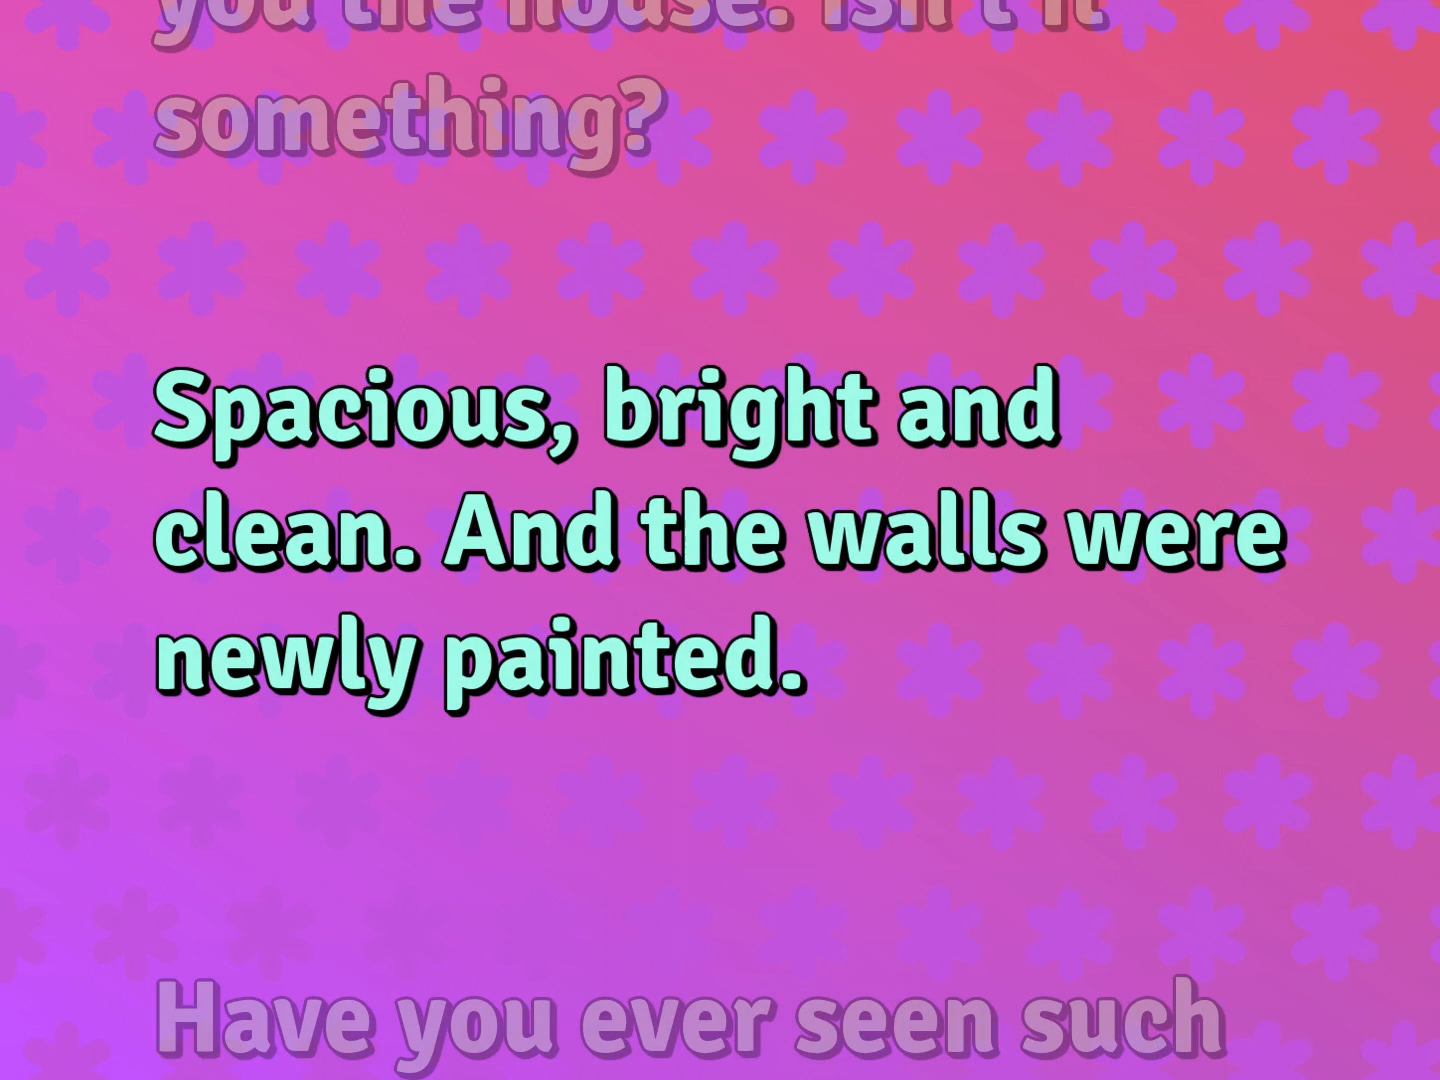 you the house. Isn't it
something?
Spacious, bright and
clean. And the walls were
newly painted.
Have you ever seen such